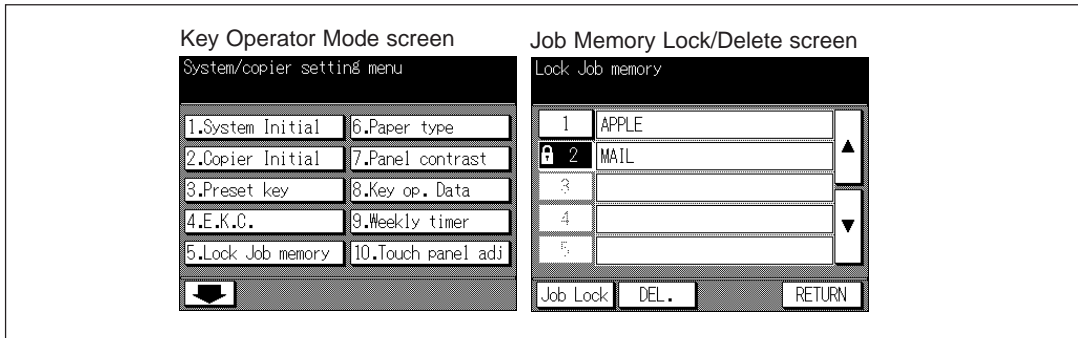 Key Operator Mode screen
System/copier setting menu
1.System Initial
6.Paper type
2.Copier Initial
7.Panel contrast
3.Preset key
8.Key op. Data
4.E.K.C.
9.Weekly timer
5.Lock Job memory
10.Touch panel adj
Job Memory Lock/Delete screen
Lock Job memory
1 APPLE
2 MAIL
3
4
5
Job Lock DEL. RETURN